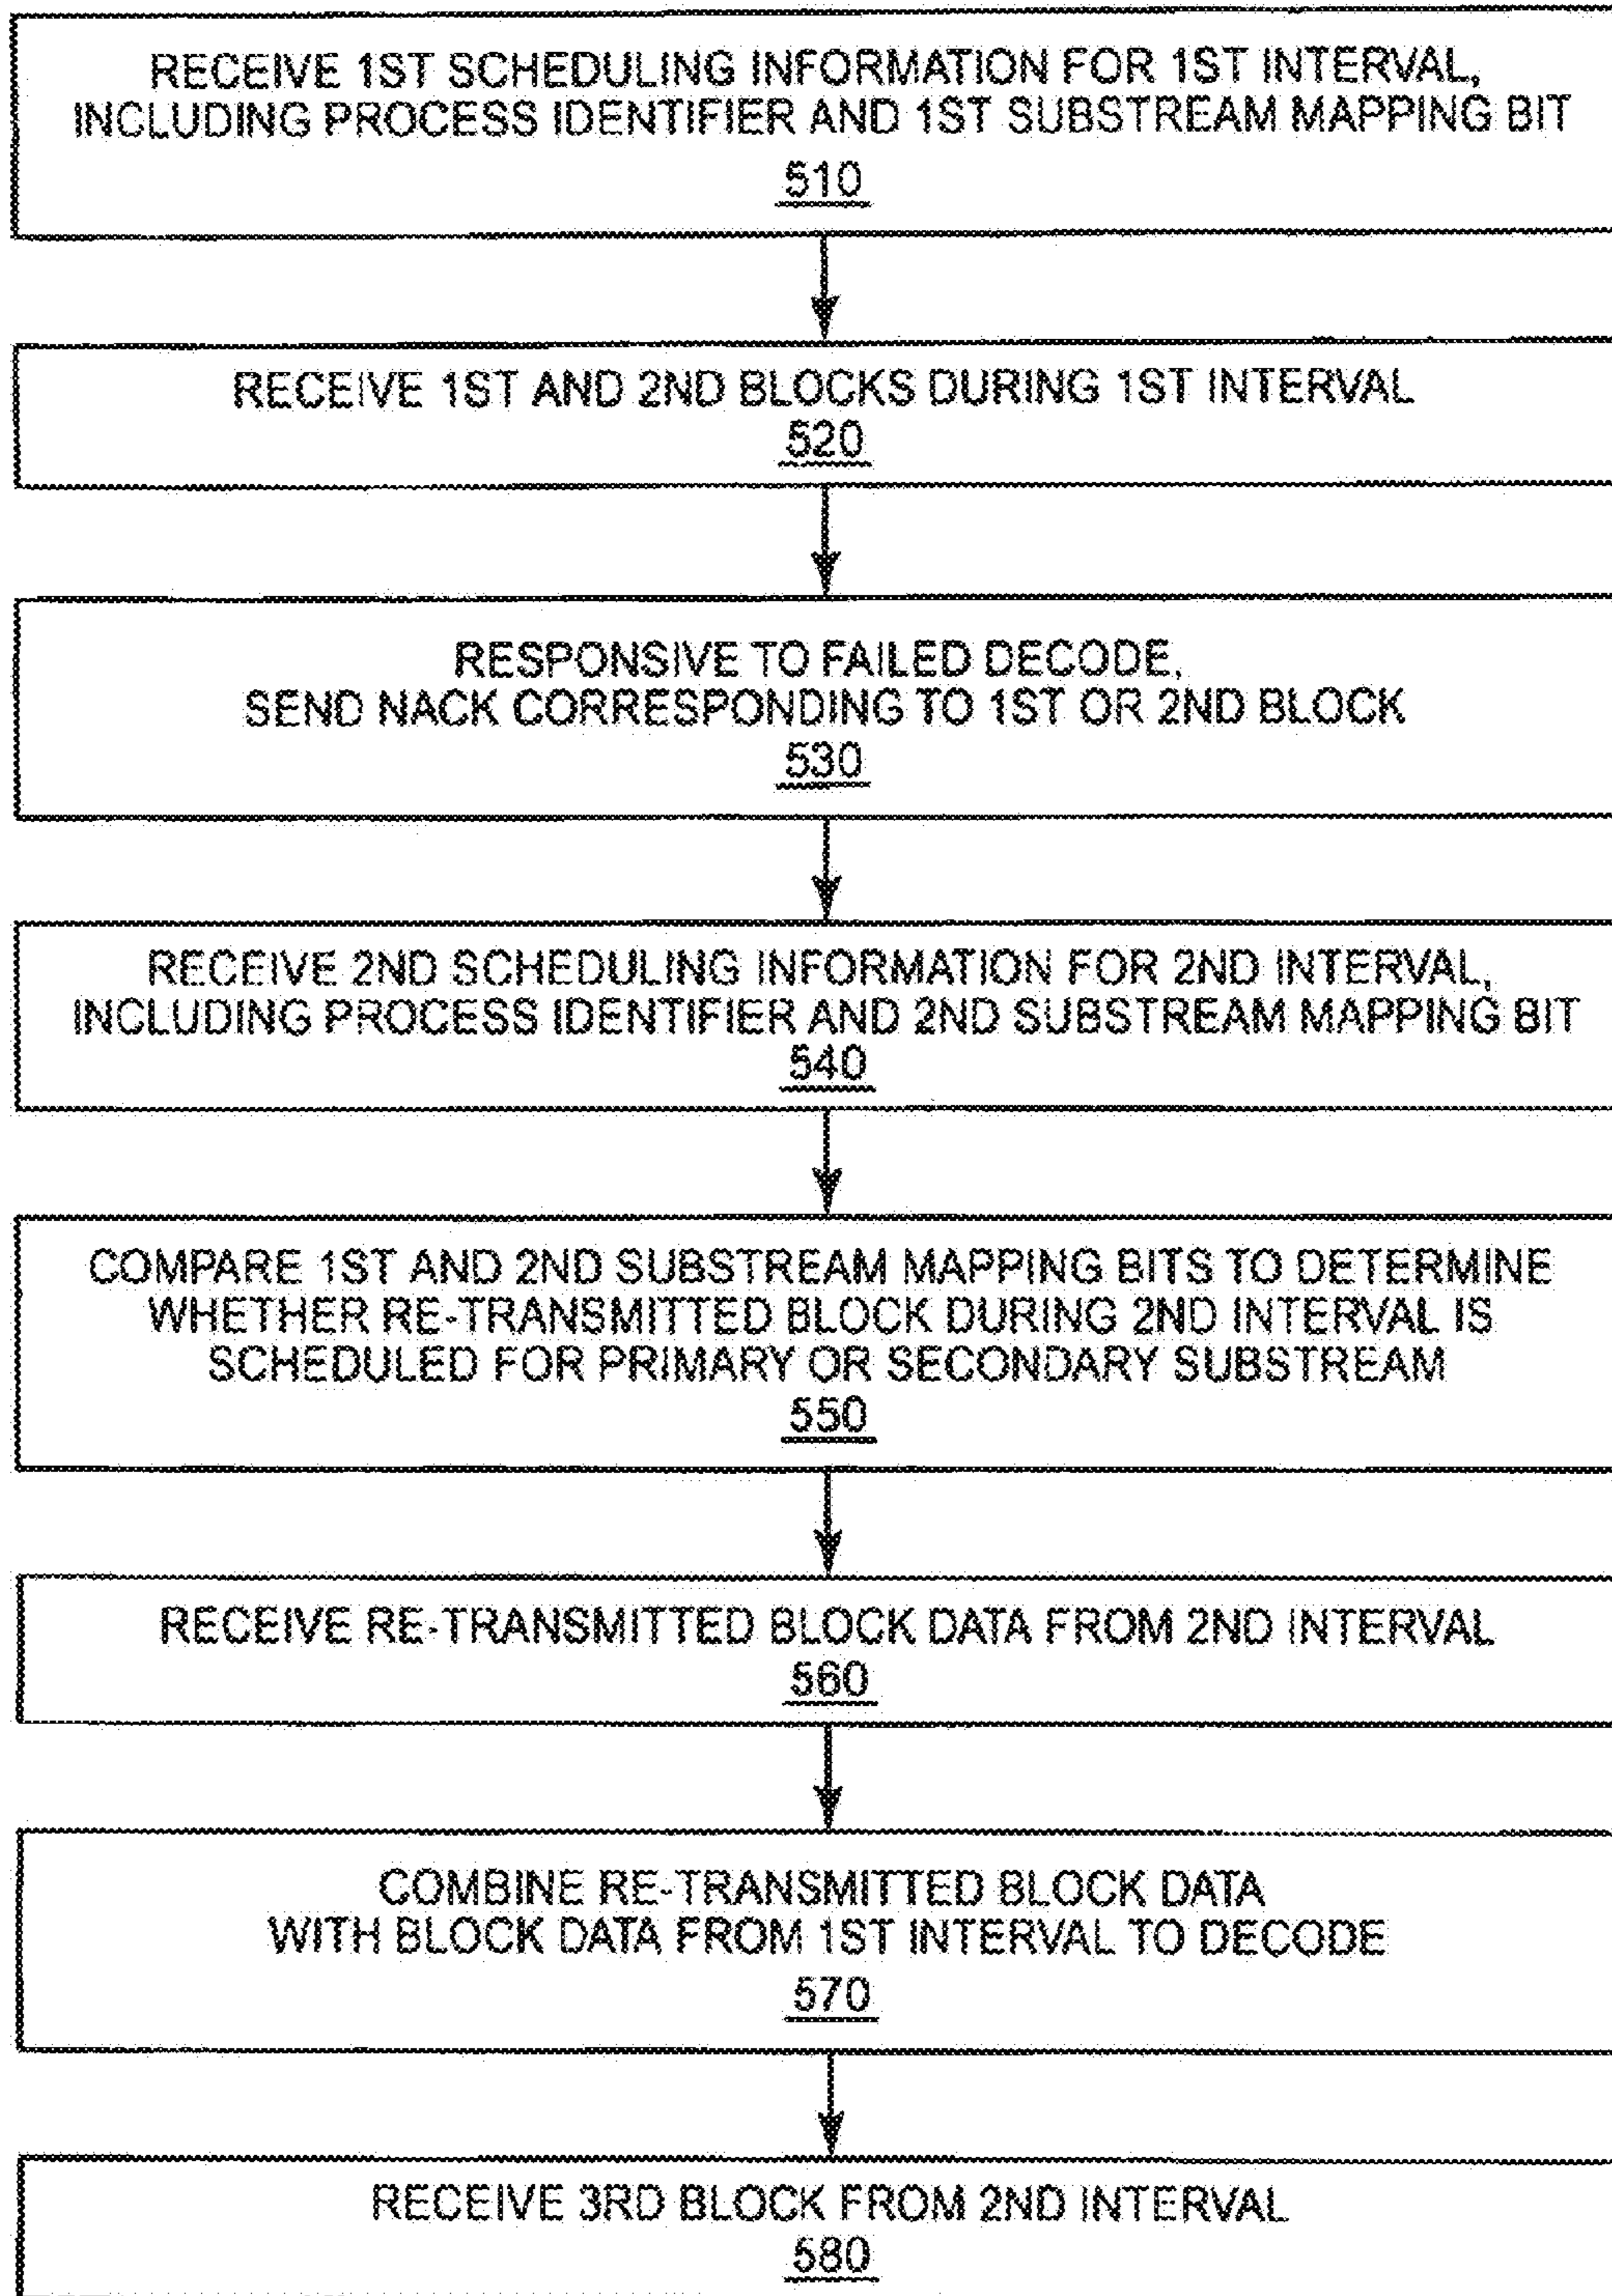 RECEIVE 1ST SCHEDULING INFORMATION FOR 1ST INTERVAL,
INCLUDING PROCESS IDENTIFIER AND 1ST SUBSTREAM MAPPING BIT
510
RECEIVE 1ST AND 2ND BLOCKS DURING 1ST INTERVAL
520
RESPONSIVE TO FAILED DECODE,
SEND NACK CORRESPONDING TO 1ST OR 2ND BLOCK
530
RECEIVE 2ND SCHEDULING INFORMATION FOR 2ND INTERVAL,
INCLUDING PROCESS IDENTIFIER AND 2ND SUBSTREAM MAPPING BIT
540
COMPARE 1ST AND 2ND SUBSTREAM MAPPING BITS TO DETERMINE
WHETHER RE-TRANSMITTED BLOCK DURING 2ND INTERVAL IS
SCHEDULED FOR PRIMARY OR SECONDARY SUBSTREAM
550
RECEIVE RE-TRANSMITTED BLOCK DATA FROM 2ND INTERVAL
560
COMBINE RE-TRANSMITTED BLOCK DATA
WITH BLOCK DATA FROM 1ST INTERVAL TO DECODE
570
RECEIVE 3RD BLOCK FROM 2ND INTERVAL
580